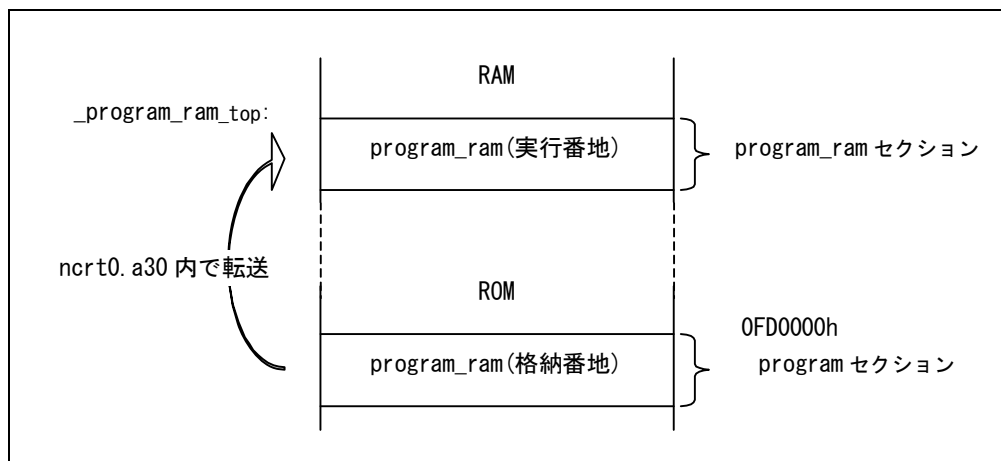 RAM
_program_ram_top:
program_ram(実行番地)
program_ram セクション
ncrt0.a30 内で転送
ROM
0FD0000h
program_ram(格納番地)
program セクション